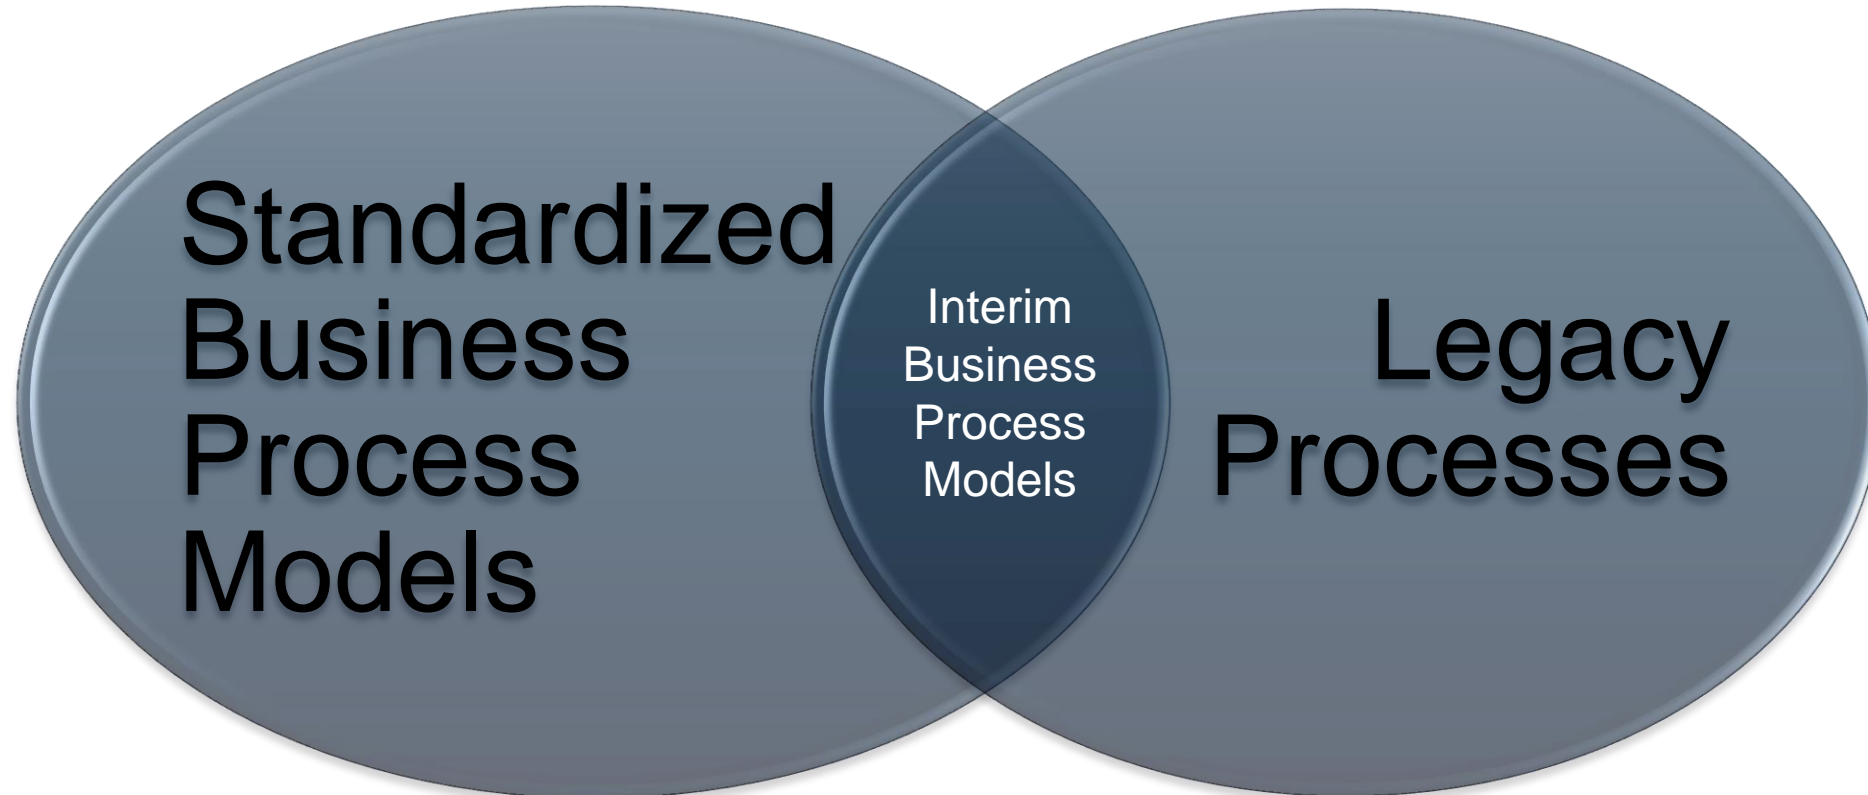 Standardized
Business
Process
Models
Interim
Business
Process
Models
Legacy
Processes